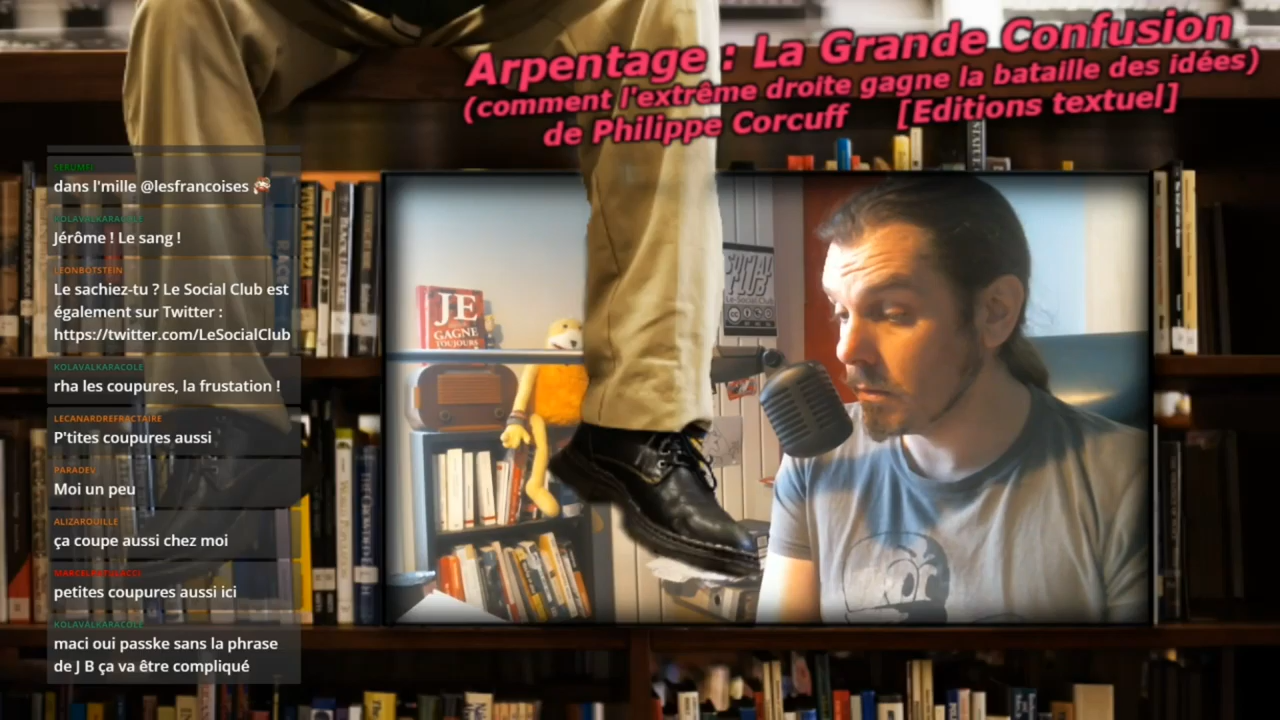 Arpentage : La Grande Confusion
(comment l'extrême droite gagne la bataille des idées)
de Philippe Corcuff [Editions textuel]
dans l'mille @lesfrancoises
KOLAVALKARACOLE
Jérôme ! Le sang !
LEONBOTSTEIN
Le sachiez-tu ? Le Social Club est
également sur Twitter :
https://twitter.com/LeSocialClub
KOLAVALKARACOLE
rha les coupures, la frustation !
LECANARDREFRACTAIRE
P'tites coupures aussi
PARADEV
Moi un peu
ALIZAROUILLE
ça coupe aussi chez moi
petites coupures aussi ici
KOLAVALKARACOLE
maci oui passke sans la phrase
de J B ça va être compliqué
JE
GAGNE
TOUJOURS
Le Social Club